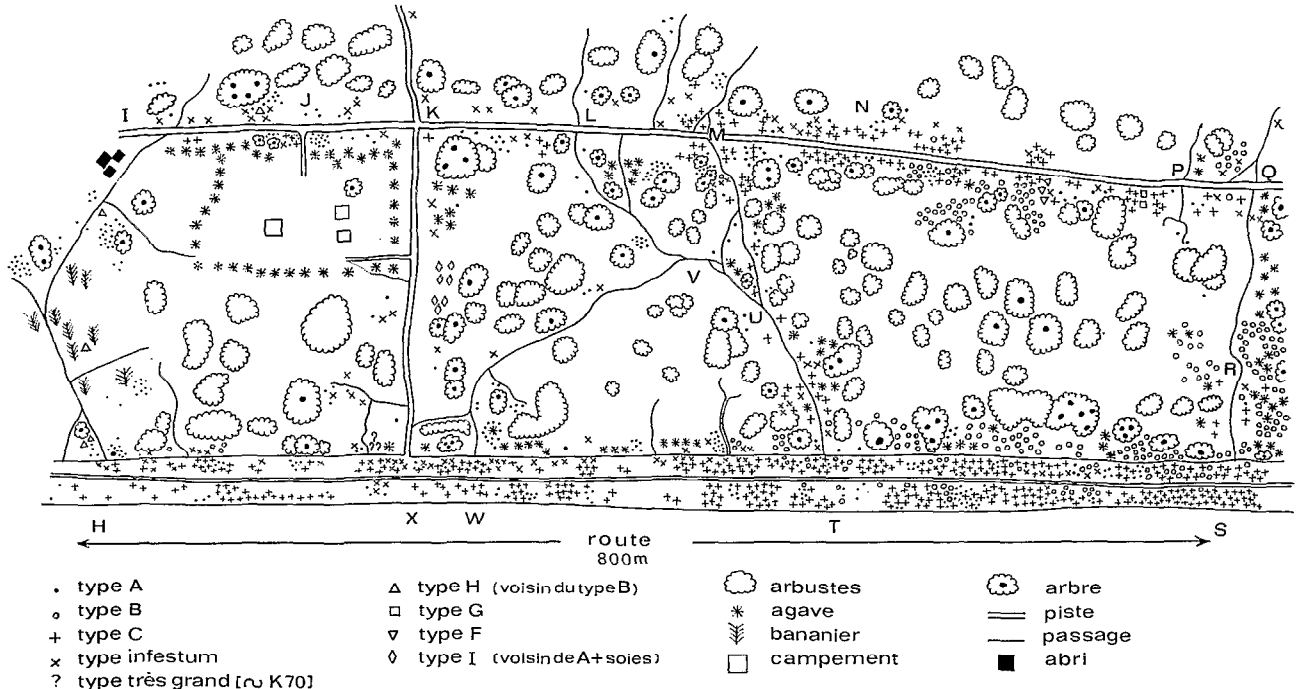 I
J
K
L
M
N
P
Q
V
U
R
H
X
W
T
S
route
800m
• type A
o type B
+ type C
x type infestum
? type très grand [~ K70]
△ type H (voisin du type B)
□ type G
▽ type F
◊ type I (voisin de A+soies)
arbustes
agave
bananier
campement
arbre
piste
passage
abri